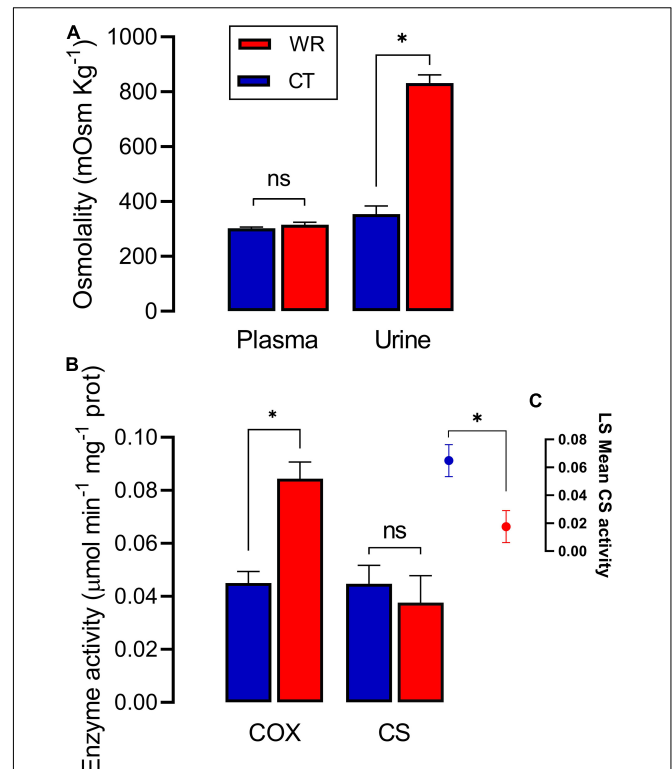 A
Osmolality (mOsm Kg⁻¹)
1000
800
600
400
200
0
WR
CT
ns
*
Plasma
Urine
B
Enzyme activity (μmol min⁻¹ mg⁻¹ prot)
0.10
0.08
0.06
0.04
0.02
0.00
*
ns
COX
CS
C
*
0.08
0.06
0.04
0.02
0.00
LS Mean CS activity